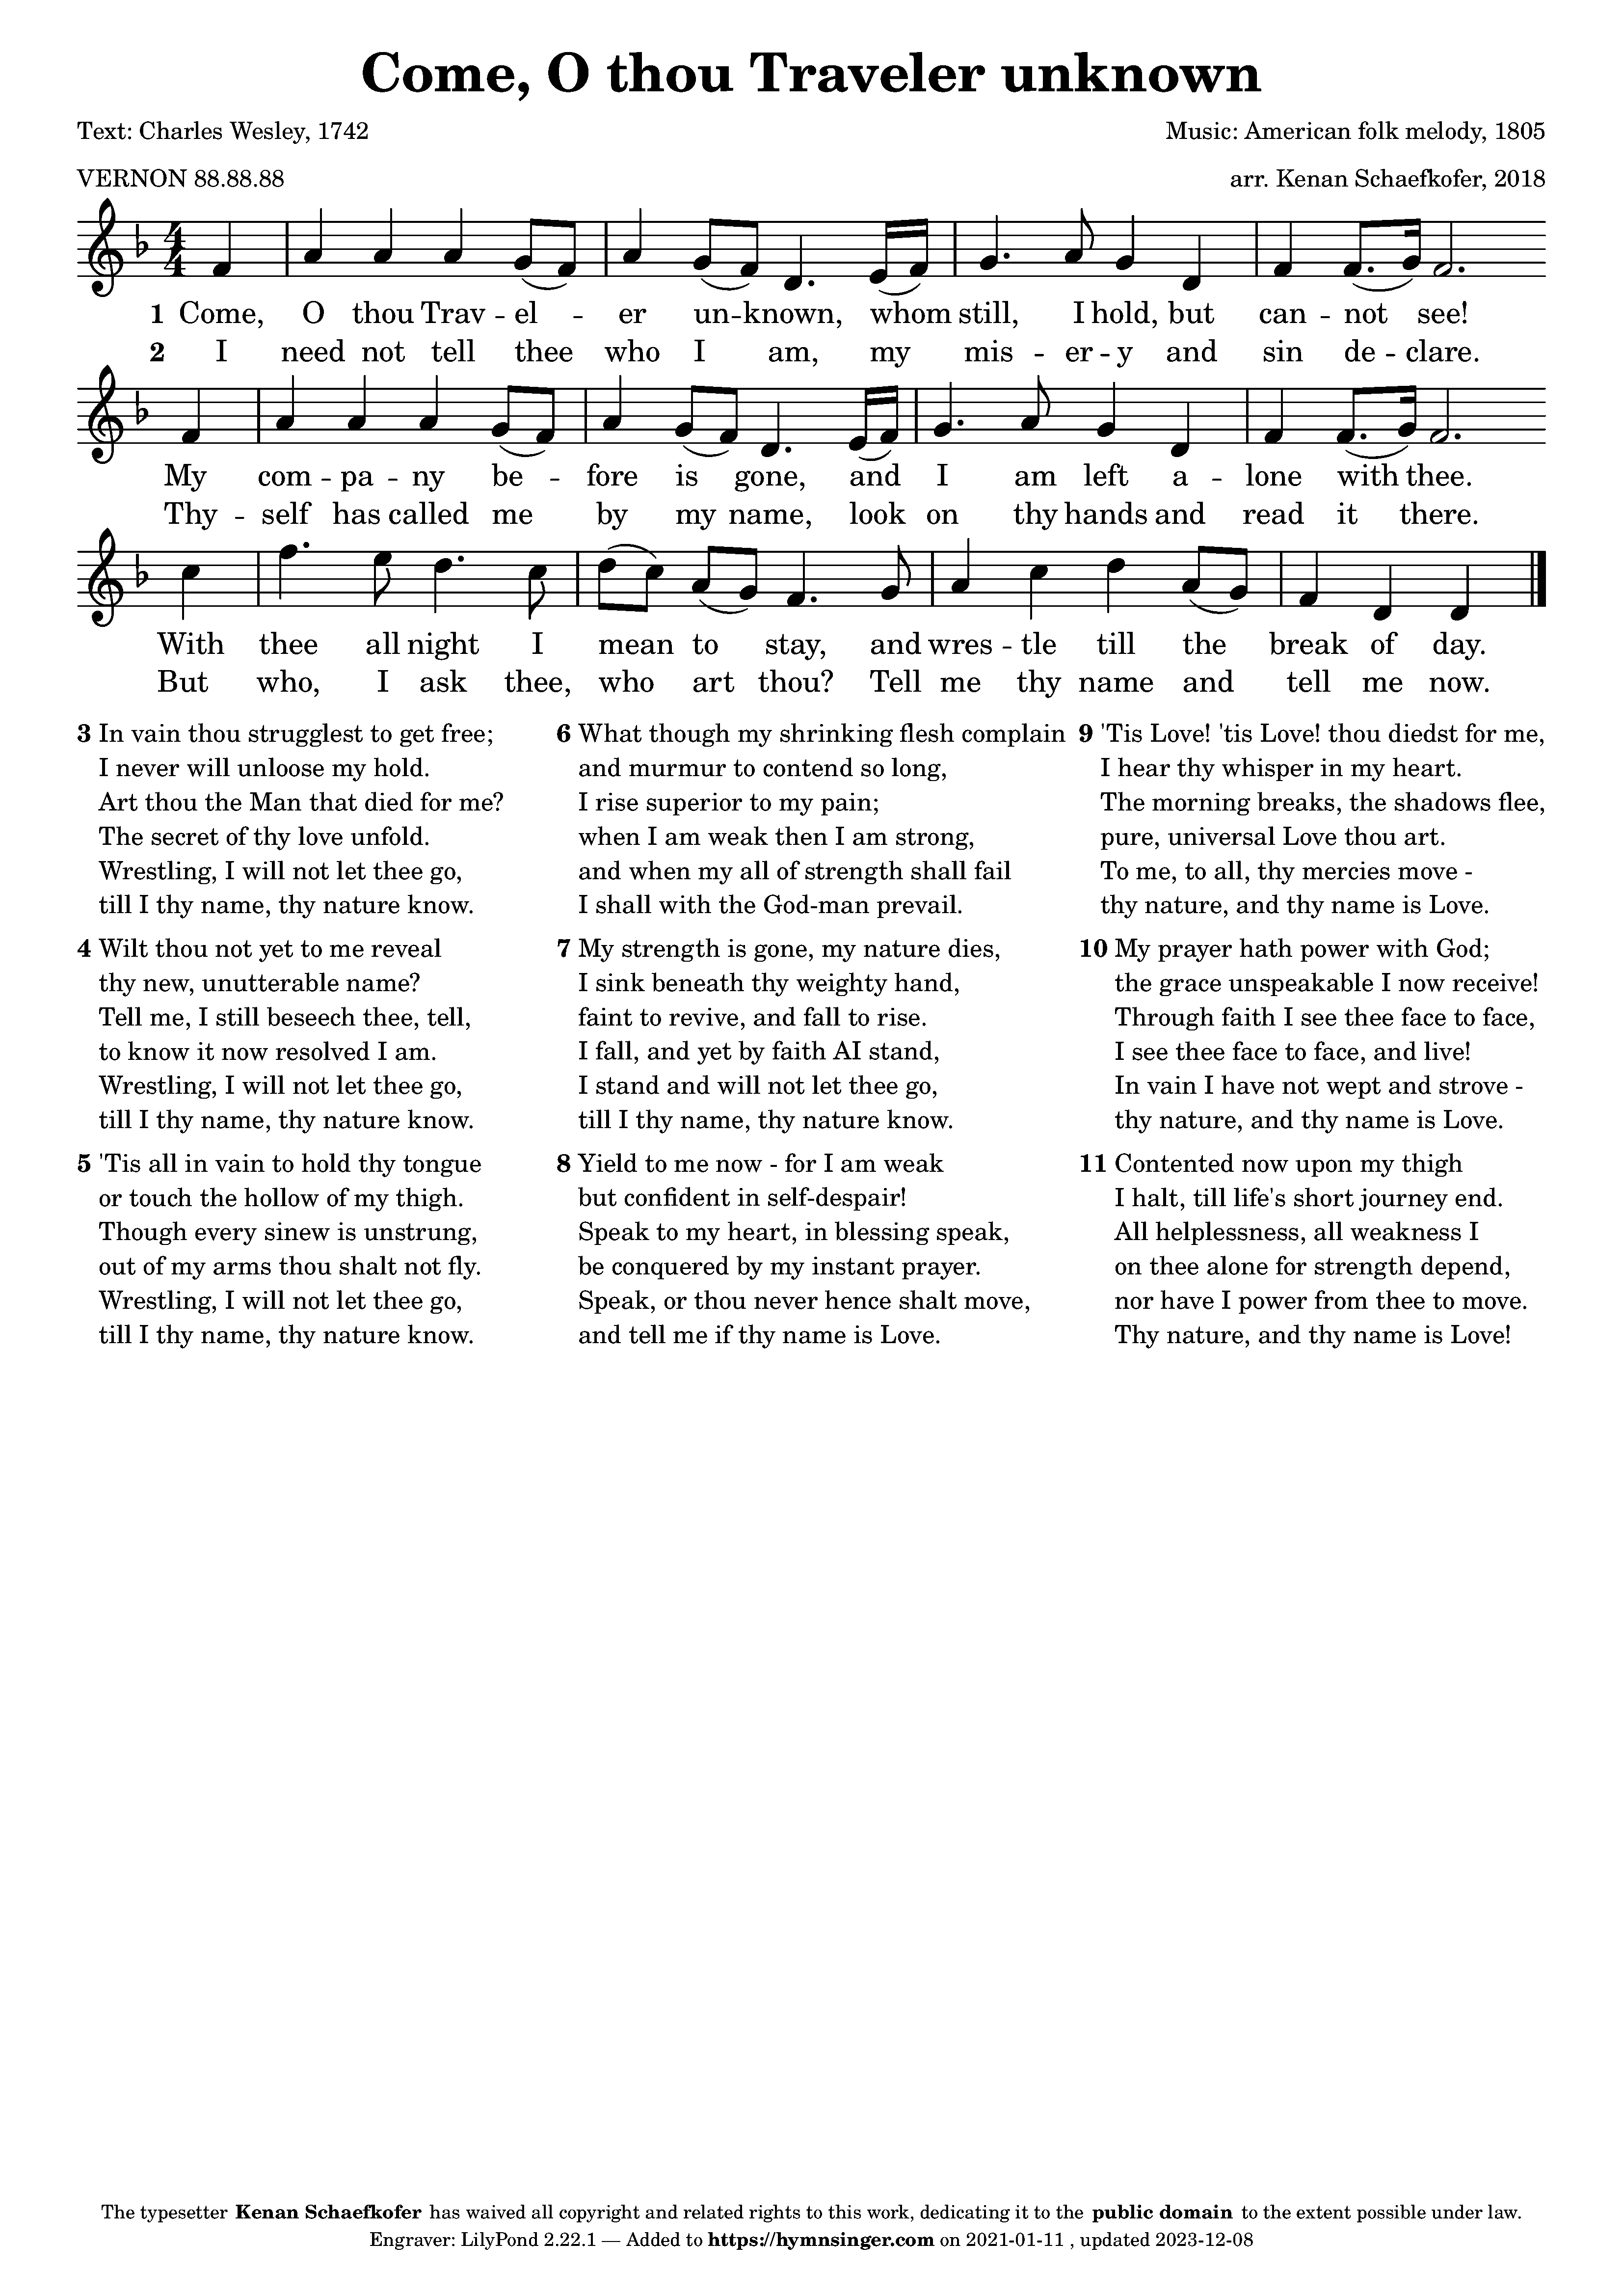 Come, O thou Traveler unknown
Text: Charles Wesley, 1742
Music: American folk melody, 1805
VERNON 88.88.88
arr. Kenan Schaefkofer, 2018
4
4
1 Come, O thou Trav - el - er un - known, whom still, I hold, but can - not see!
2 I need not tell thee who I am, my mis - er - y and sin de - clare.
My com - pa - ny be - fore is gone, and I am left a - lone with thee.
Thy - self has called me by my name, look on thy hands and read it there.
With thee all night I mean to stay, and wres - tle till the break of day.
But who, I ask thee, who art thou? Tell me thy name and tell me now.
3 In vain thou strugglest to get free;
I never will unloose my hold.
Art thou the Man that died for me?
The secret of thy love unfold.
Wrestling, I will not let thee go,
till I thy name, thy nature know.
4 Wilt thou not yet to me reveal
thy new, unutterable name?
Tell me, I still beseech thee, tell,
to know it now resolved I am.
Wrestling, I will not let thee go,
till I thy name, thy nature know.
5 'Tis all in vain to hold thy tongue
or touch the hollow of my thigh.
Though every sinew is unstrung,
out of my arms thou shalt not fly.
Wrestling, I will not let thee go,
till I thy name, thy nature know.
6 What though my shrinking flesh complain
and murmur to contend so long,
I rise superior to my pain;
when I am weak then I am strong,
and when my all of strength shall fail
I shall with the God-man prevail.
7 My strength is gone, my nature dies,
I sink beneath thy weighty hand,
faint to revive, and fall to rise.
I fall, and yet by faith AI stand,
I stand and will not let thee go,
till I thy name, thy nature know.
8 Yield to me now - for I am weak
but confident in self-despair!
Speak to my heart, in blessing speak,
be conquered by my instant prayer.
Speak, or thou never hence shalt move,
and tell me if thy name is Love.
9 'Tis Love! 'tis Love! thou diedst for me,
I hear thy whisper in my heart.
The morning breaks, the shadows flee,
pure, universal Love thou art.
To me, to all, thy mercies move -
thy nature, and thy name is Love.
10 My prayer hath power with God;
the grace unspeakable I now receive!
Through faith I see thee face to face,
I see thee face to face, and live!
In vain I have not wept and strove -
thy nature, and thy name is Love.
11 Contented now upon my thigh
I halt, till life's short journey end.
All helplessness, all weakness I
on thee alone for strength depend,
nor have I power from thee to move.
Thy nature, and thy name is Love!
The typesetter Kenan Schaefkofer has waived all copyright and related rights to this work, dedicating it to the public domain to the extent possible under law.
Engraver: LilyPond 2.22.1 — Added to https://hymnsinger.com on 2021-01-11 , updated 2023-12-08